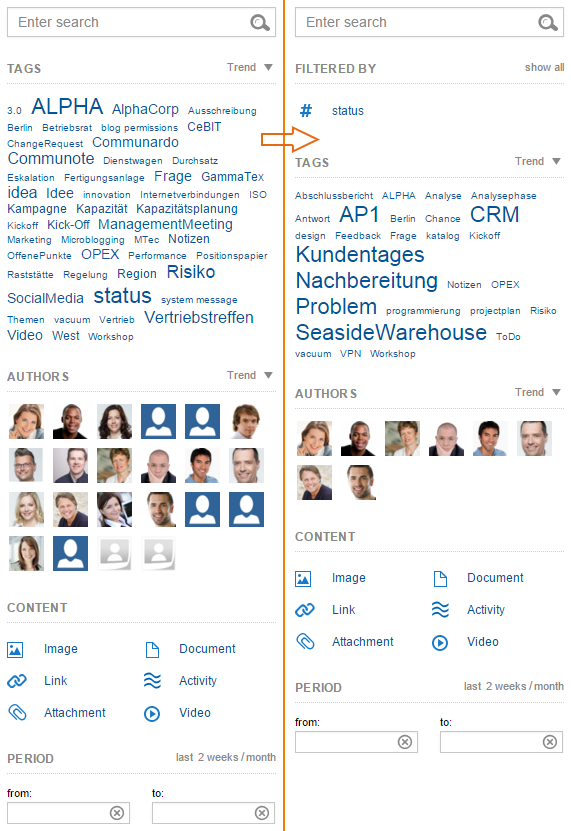 Enter search
TAGS Trend
3.0 ALPHA AlphaCorp Ausschreibung
Berlin Betriebsrat blog permissions CeBIT
ChangeRequest Communardo
Communote Dienstwagen Durchsatz
Eskalation Fertigungsanlage Frage GammaTex
idea Idee innovation Internetverbindungen ISO
Kampagne Kapazität Kapazitätsplanung
Kickoff Kick-Off ManagementMeeting
Marketing Microblogging MTec Notizen
OffenePunkte OPEX Performance Positionspapier
Raststätte Regelung Region Risiko
SocialMedia status system message
Themen vacuum Vertrieb Vertriebstreffen
Video West Workshop
AUTHORS Trend
CONTENT
Image Document
Link Activity
Attachment Video
PERIOD last 2 weeks / month
from: to:
Enter search
FILTERED BY show all
# status
TAGS Trend
Abschlussbericht ALPHA Analyse Analysephase
Antwort AP1 Berlin Chance CRM
design Feedback Frage katalog Kickoff
Kundentages
Nachbereitung Notizen OPEX
Problem programmierung projectplan Risiko
SeasideWarehouse ToDo
vacuum VPN Workshop
AUTHORS Trend
CONTENT
Image Document
Link Activity
Attachment Video
PERIOD last 2 weeks / month
from: to: